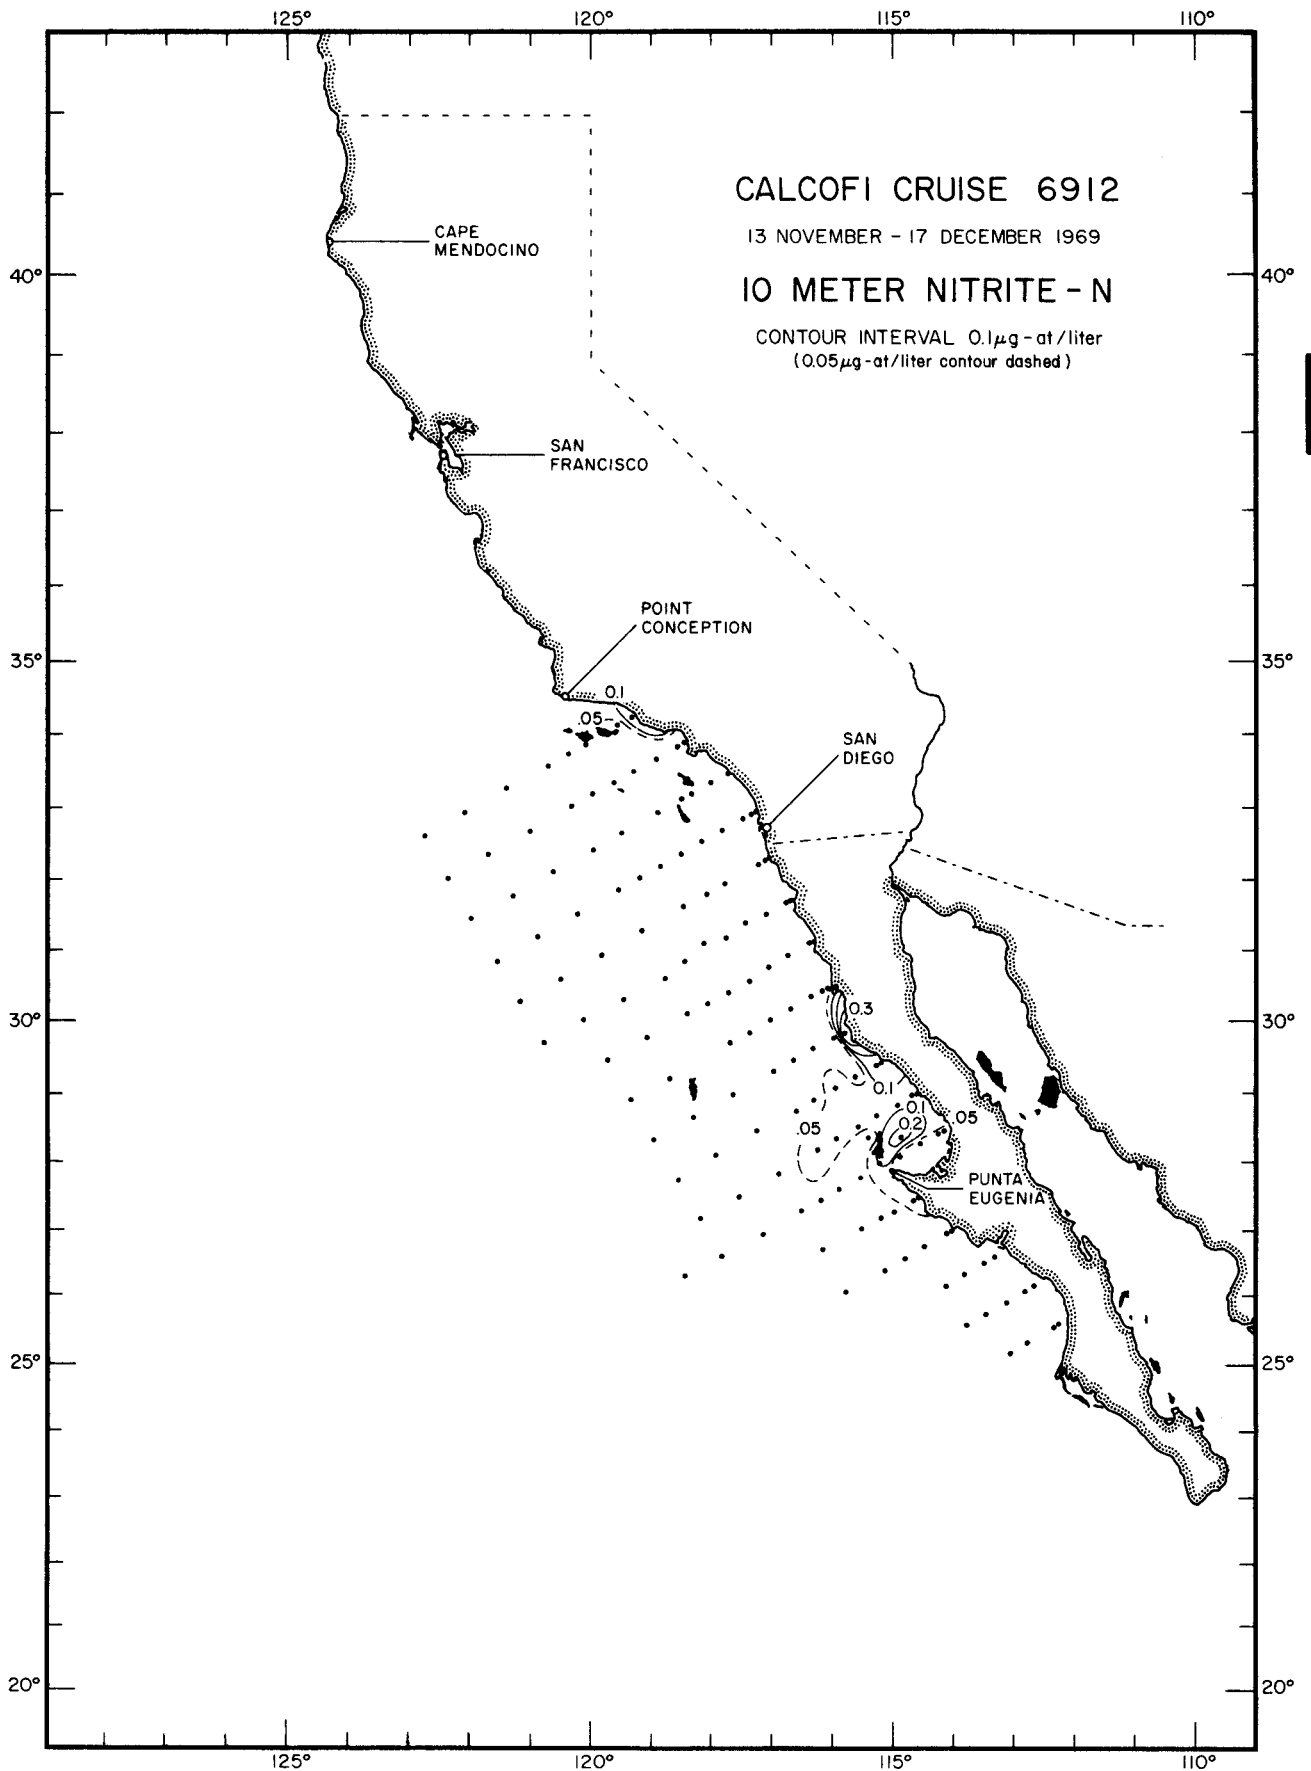 125° 120° 115° 110°
CALCOFI CRUISE 6912
13 NOVEMBER - 17 DECEMBER 1969
10 METER NITRITE - N
CONTOUR INTERVAL 0.1µg-at/liter
(0.05µg-at/liter contour dashed)
CAPE
MENDOCINO
40° 40°
SAN
FRANCISCO
POINT
CONCEPTION
35° 35°
0.1
.05
SAN
DIEGO
30° 30°
0.3
0.1
0.1
0.2
.05
.05
PUNTA
EUGENIA
25° 25°
20° 20°
125° 120° 115° 110°